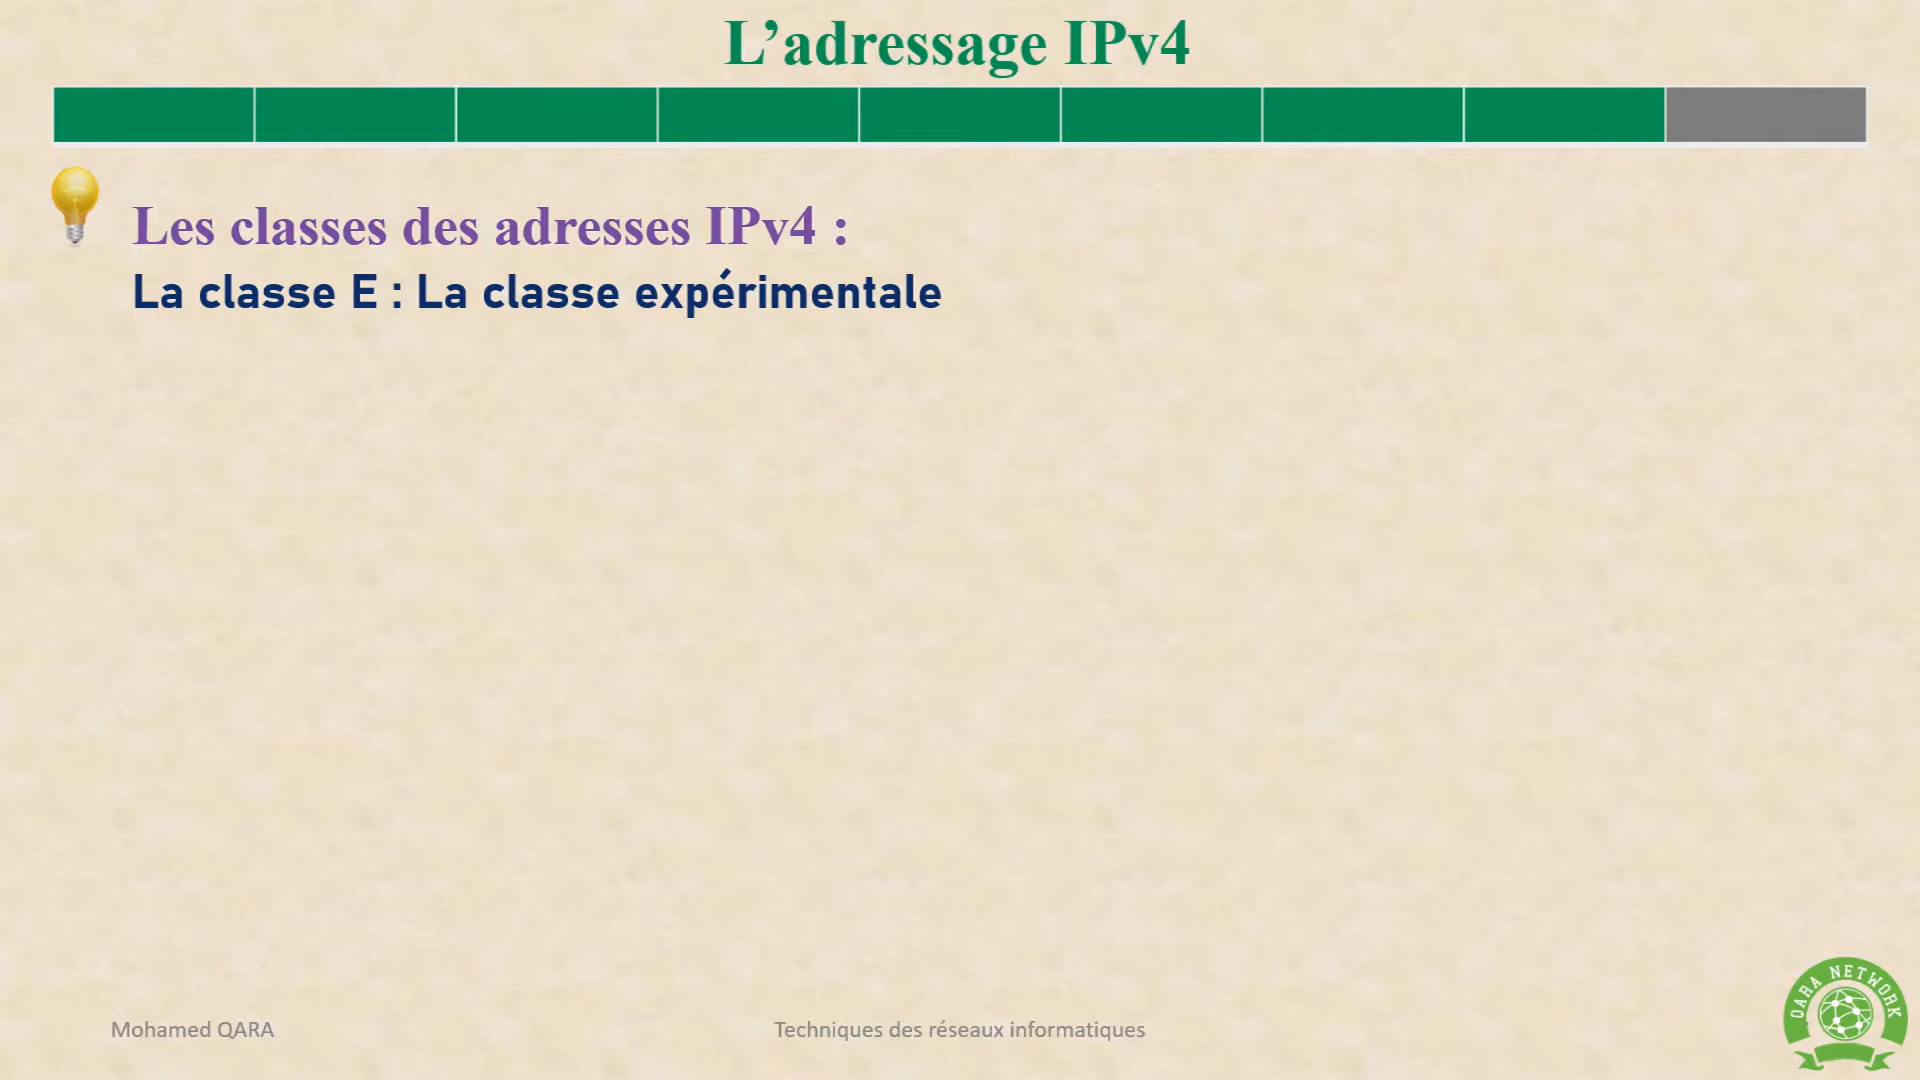 L’adressage IPv4
Les classes des adresses IPv4 :
La classe E : La classe expérimentale
Mohamed QARA
Techniques des réseaux informatiques
QARA NETWORK